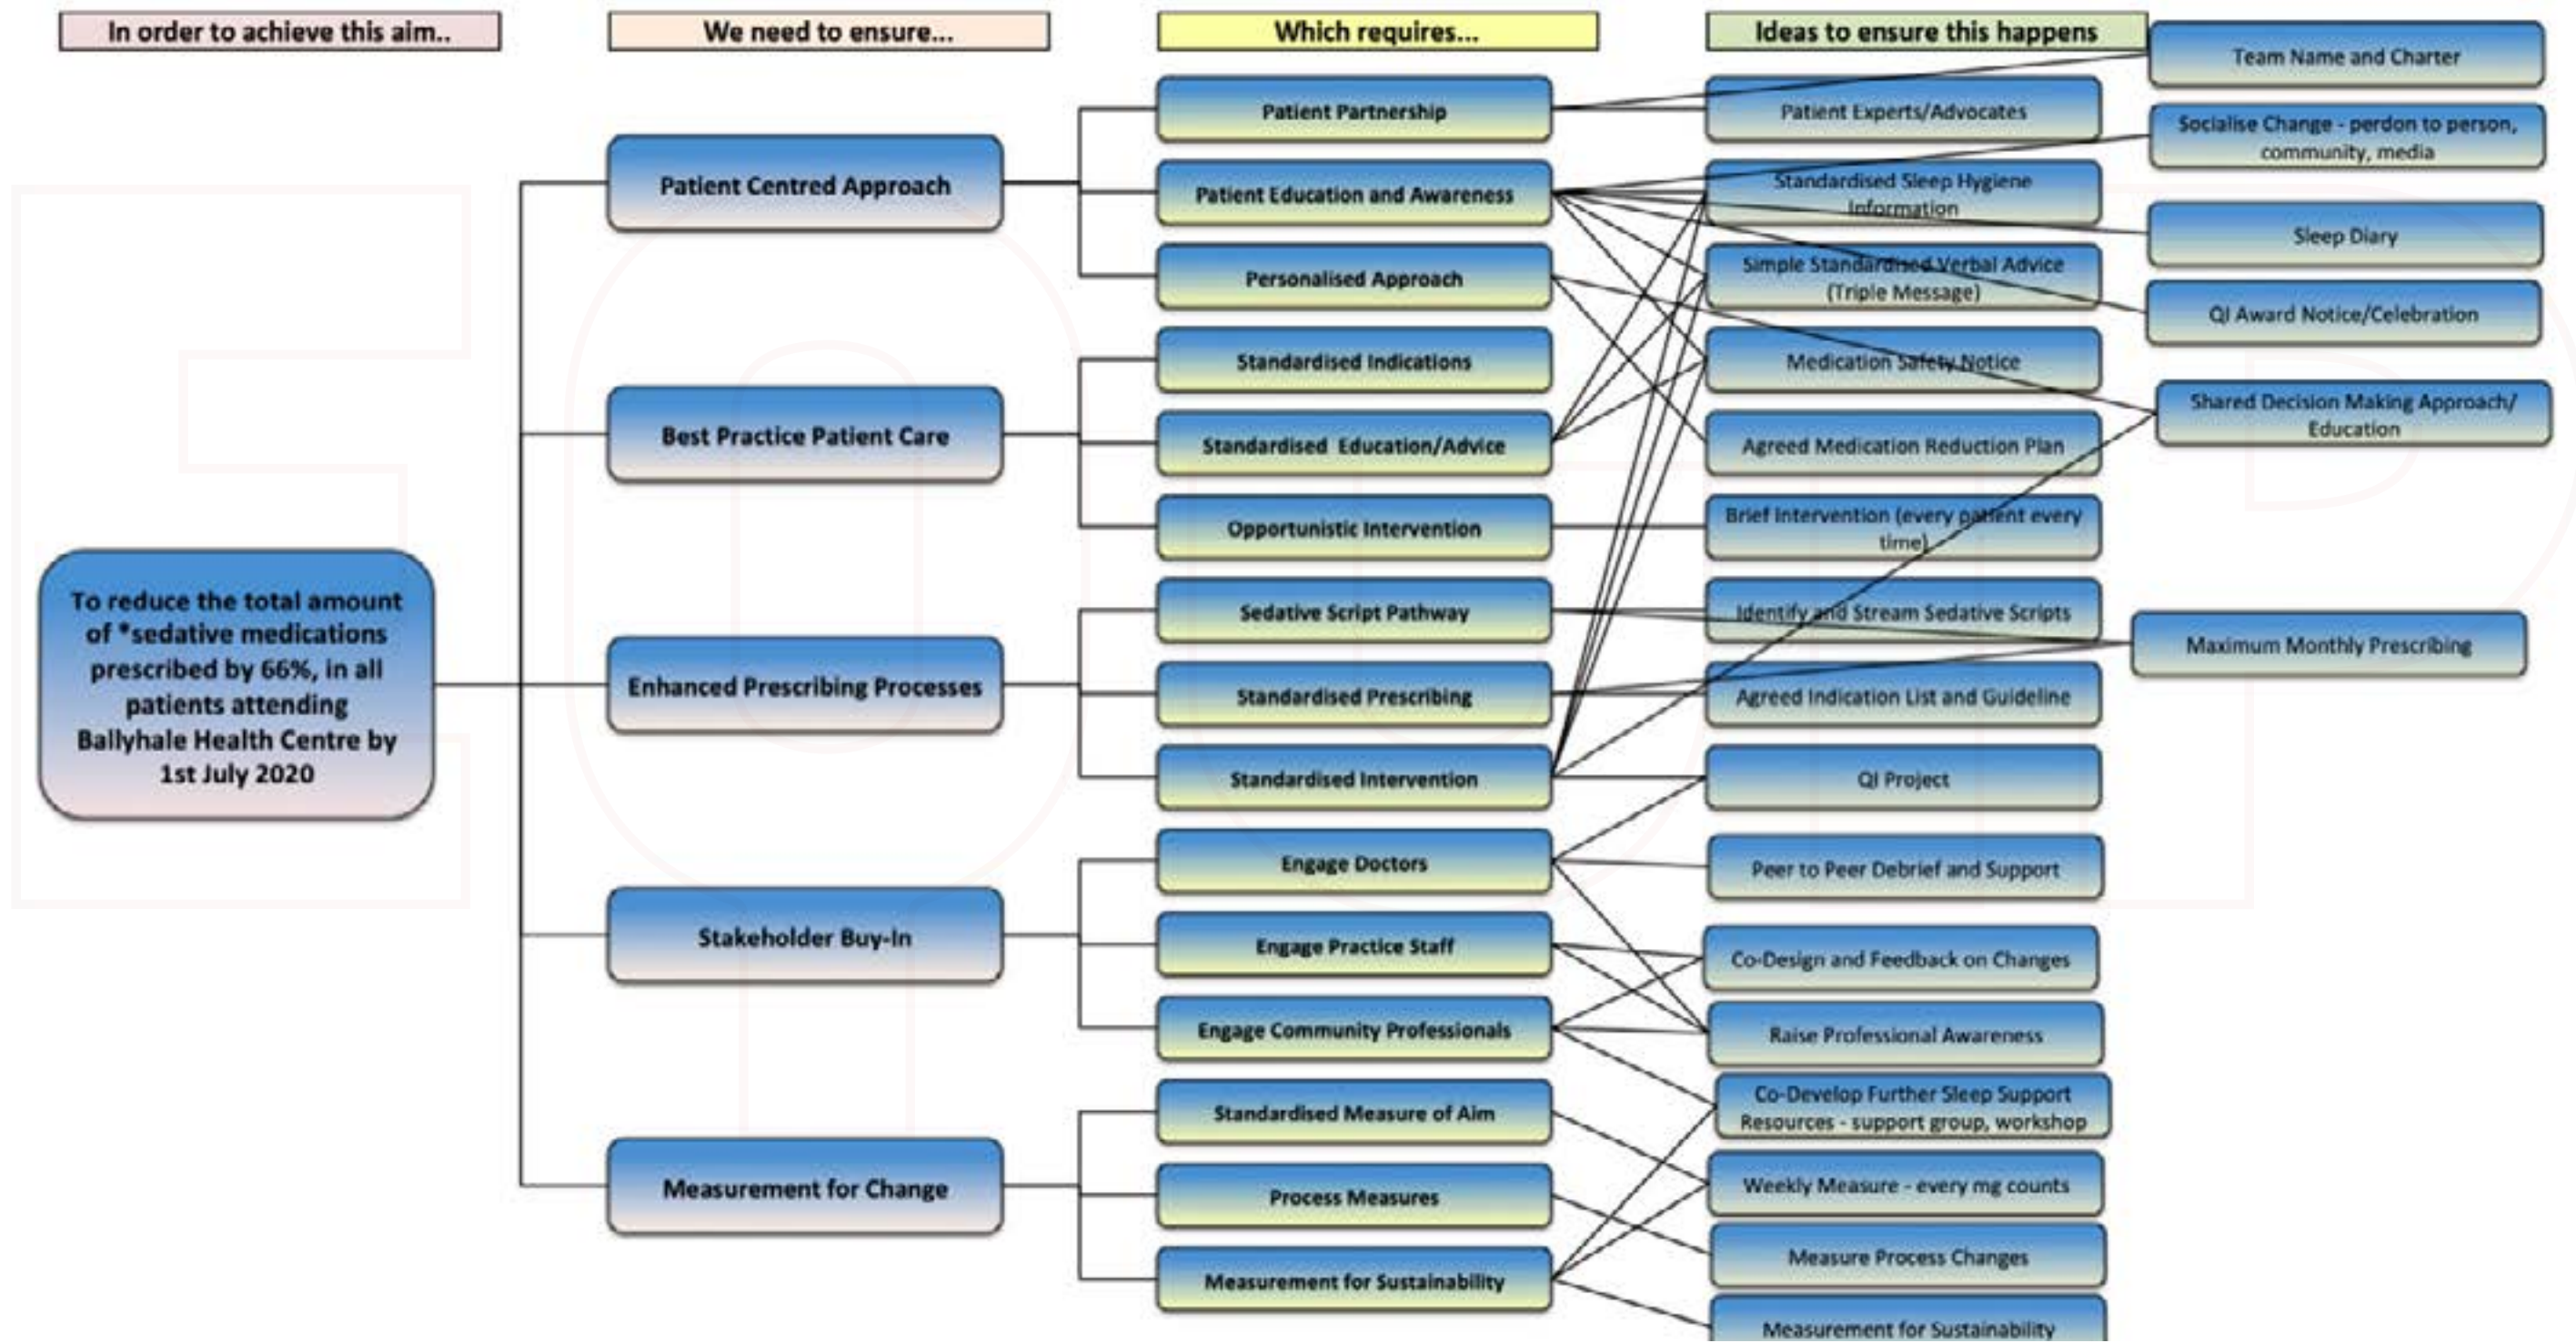 In order to achieve this aim..
We need to ensure...
Which requires...
Ideas to ensure this happens
To reduce the total amount
of *sedative medications
prescribed by 66%, in all
patients attending
Ballyhale Health Centre by
1st July 2020
Patient Centred Approach
Best Practice Patient Care
Enhanced Prescribing Processes
Stakeholder Buy-In
Measurement for Change
Patient Partnership
Patient Education and Awareness
Personalised Approach
Standardised Indications
Standardised Education/Advice
Opportunistic Intervention
Sedative Script Pathway
Standardised Prescribing
Standardised Intervention
Engage Doctors
Engage Practice Staff
Engage Community Professionals
Standardised Measure of Aim
Process Measures
Measurement for Sustainability
Patient Experts/Advocates
Standardised Sleep Hygiene
Information
Simple Standardised Verbal Advice
(Triple Message)
Medication Safety Notice
Agreed Medication Reduction Plan
Brief Intervention (every patient every
time)
Identify and Stream Sedative Scripts
Agreed Indication List and Guideline
QI Project
Peer to Peer Debrief and Support
Co-Design and Feedback on Changes
Raise Professional Awareness
Co-Develop Further Sleep Support
Resources - support group, workshop
Weekly Measure - every mg counts
Measure Process Changes
Measurement for Sustainability
Team Name and Charter
Socialise Change - perdon to person,
community, media
Sleep Diary
QI Award Notice/Celebration
Shared Decision Making Approach/
Education
Maximum Monthly Prescribing